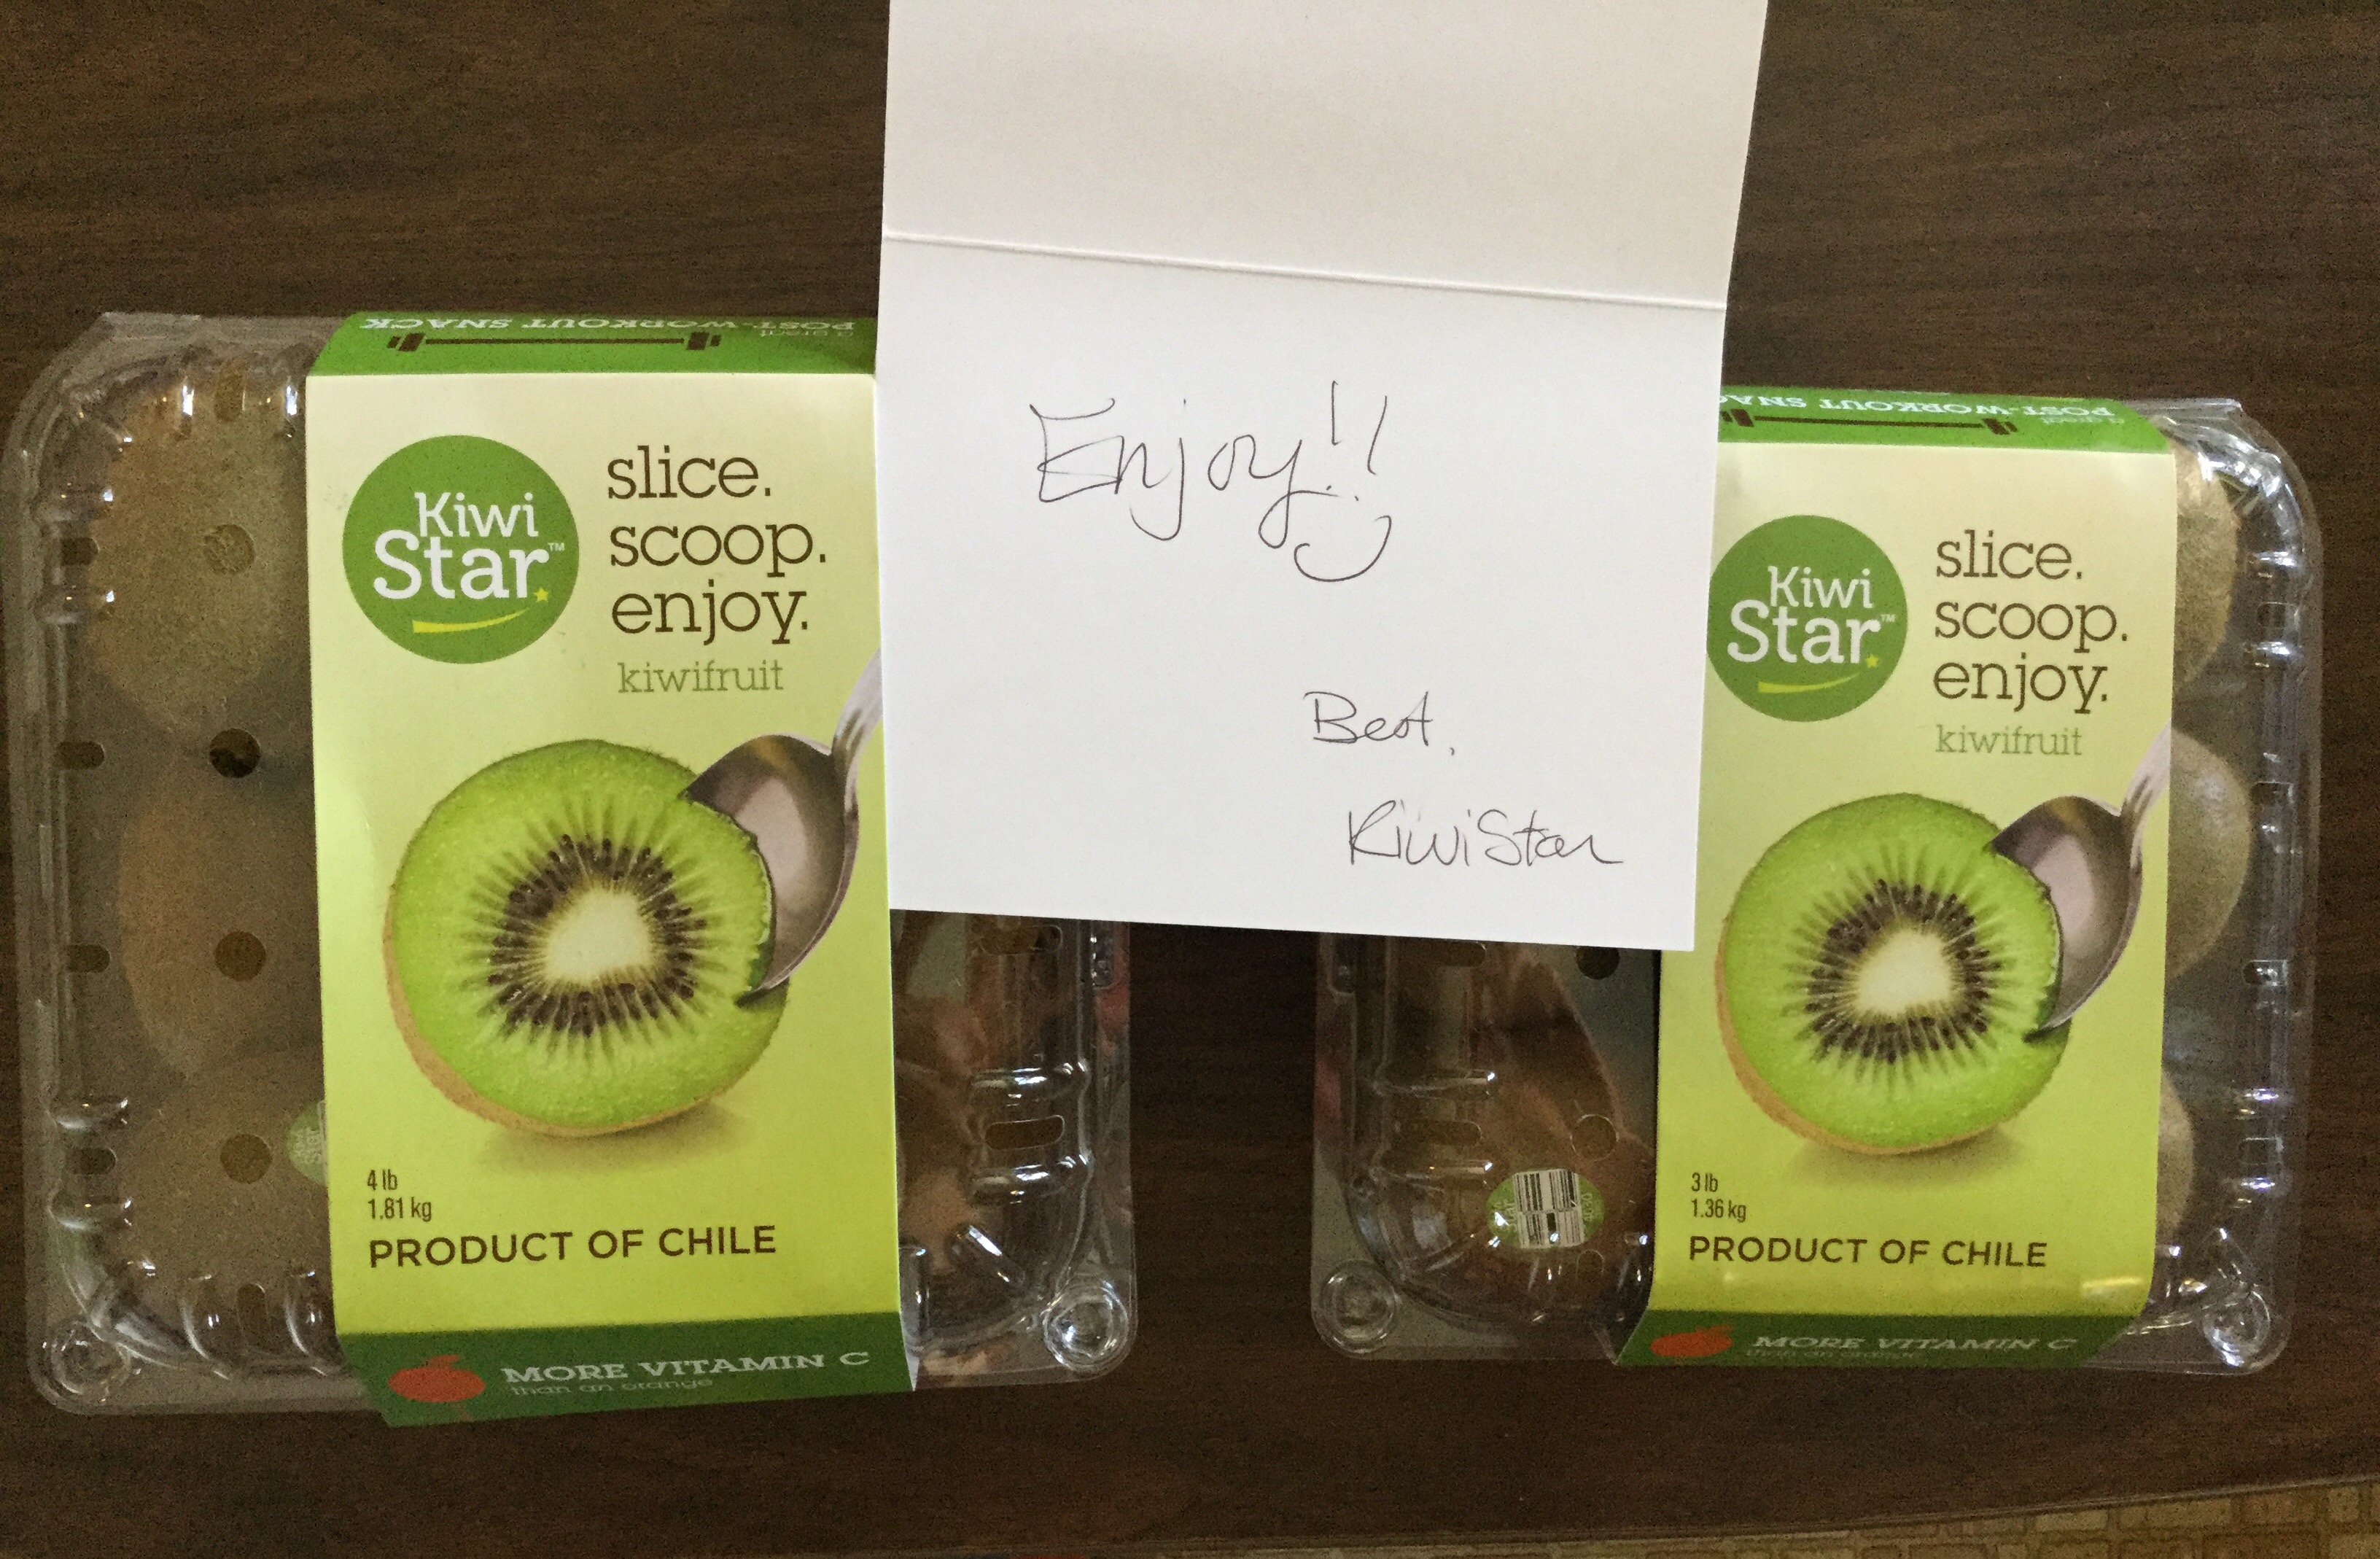 a great
POST-WORKOUT SNACK
Kiwi
Star™
slice.
scoop.
enjoy.
kiwifruit
4 lb
1.81 kg
PRODUCT OF CHILE
MORE VITAMIN C
than an orange
Enjoy!!
Best,
KiwiStar
a great
POST-WORKOUT SNAC
Kiwi
Star™
slice.
scoop.
enjoy.
kiwifruit
3 lb
1.36 kg
PRODUCT OF CHILE
MORE VITAMIN C
than an orange